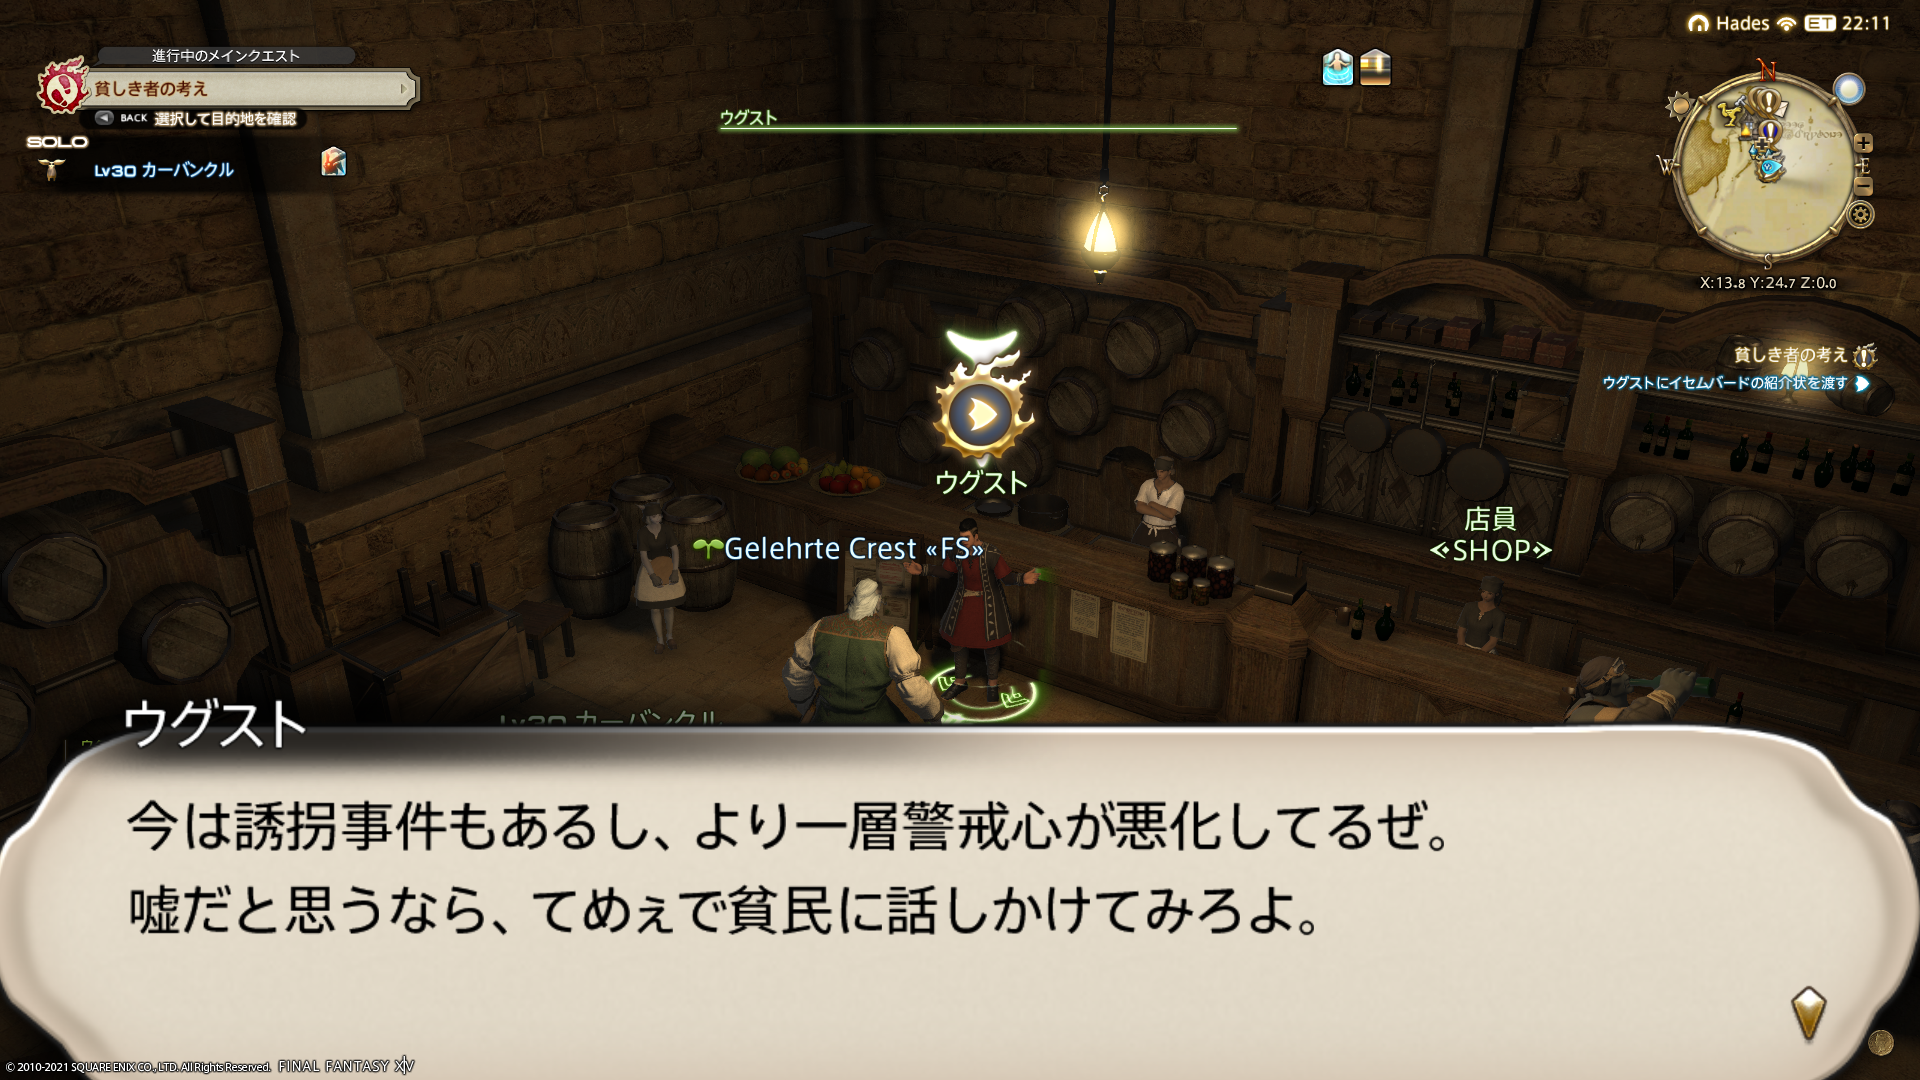 進行中のメインクエスト
貧しき者の考え
BACK 選択して目的地を確認
SOLO
Lv30 カーバンクル
ウグスト
Hades ET 22:11
N
W
E
S
X:13.8 Y:24.7 Z:0.0
貧しき者の考え
ウグストにイセムバードの紹介状を渡す
ウグスト
Gelehrte Crest «FS»
店員
SHOP
Lv30 カーバンクル
ウグスト
今は誘拐事件もあるし、より一層警戒心が悪化してるぜ。
嘘だと思うなら、てめぇで貧民に話しかけてみろよ。
© 2010-2021 SQUARE ENIX CO., LTD. All Rights Reserved. FINAL FANTASY XIV